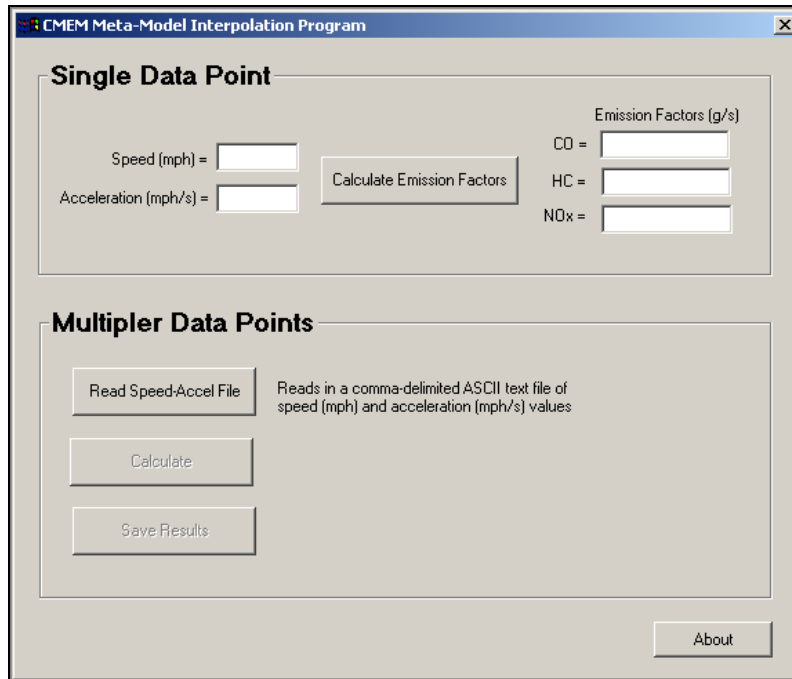 CMEM Meta-Model Interpolation Program
Single Data Point
Speed (mph) =
Acceleration (mph/s) =
Calculate Emission Factors
Emission Factors (g/s)
CO =
HC =
NOx =
Multipler Data Points
Read Speed-Accel File
Reads in a comma-delimited ASCII text file of
speed (mph) and acceleration (mph/s) values
Calculate
Save Results
About